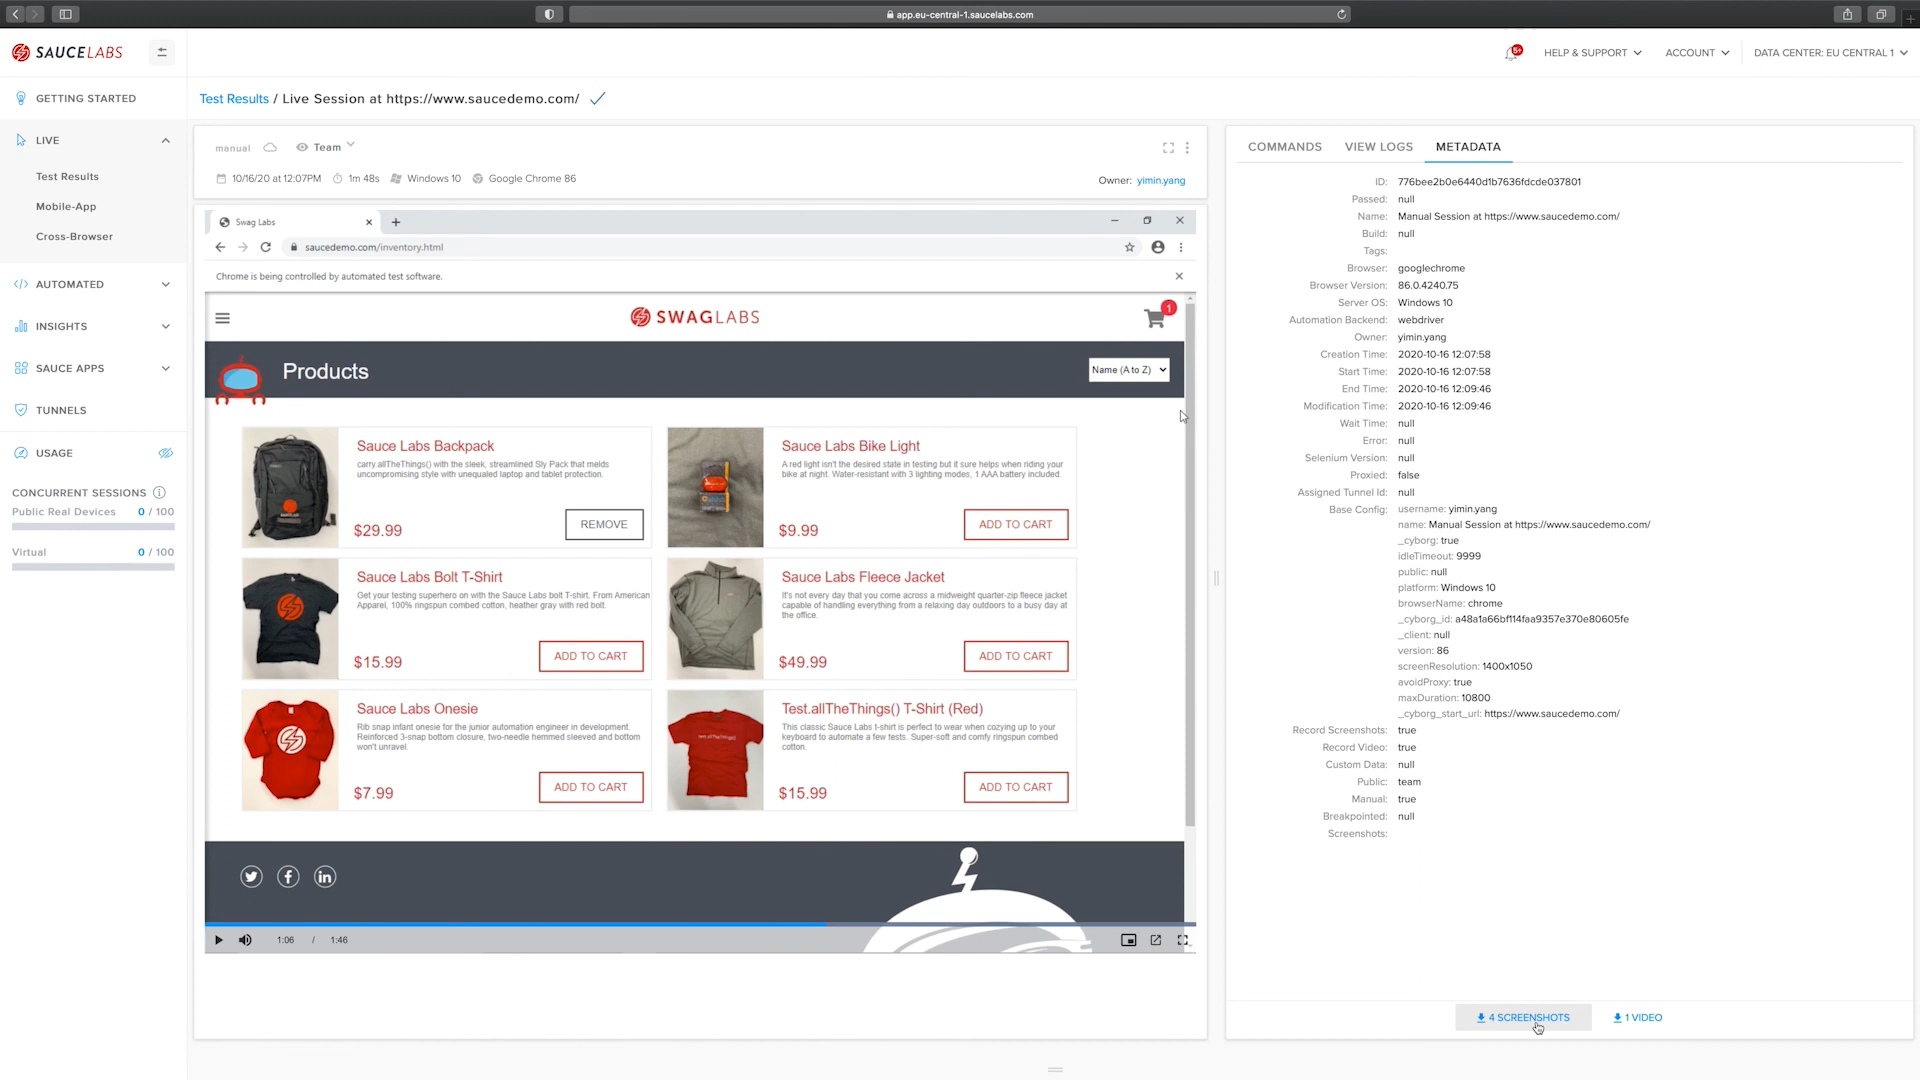 app.eu-central-1.saucelabs.com
SAUCELABS
5+
HELP & SUPPORT
ACCOUNT
DATA CENTER: EU CENTRAL 1
GETTING STARTED
LIVE
Test Results
Mobile-App
Cross-Browser
AUTOMATED
INSIGHTS
SAUCE APPS
TUNNELS
USAGE
CONCURRENT SESSIONS
Public Real Devices 0 / 100
Virtual 0 / 100
Test Results / Live Session at https://www.saucedemo.com/
manual Team
10/16/20 at 12:07PM 1m 48s Windows 10 Google Chrome 86
Owner: yimin.yang
Swag Labs
saucedemo.com/inventory.html
Chrome is being controlled by automated test software.
SWAGLABS
1
Products
Name (A to Z)
Sauce Labs Backpack
carry.allTheThings() with the sleek, streamlined Sly Pack that melds
uncompromising style with unequaled laptop and tablet protection.
$29.99
REMOVE
Sauce Labs Bike Light
A red light isn't the desired state in testing but it sure helps when riding your
bike at night. Water-resistant with 3 lighting modes, 1 AAA battery included.
$9.99
ADD TO CART
Sauce Labs Bolt T-Shirt
Get your testing superhero on with the Sauce Labs bolt T-shirt. From American
Apparel, 100% ringspun combed cotton, heather gray with red bolt.
$15.99
ADD TO CART
Sauce Labs Fleece Jacket
It's not every day that you come across a midweight quarter-zip fleece jacket
capable of handling everything from a relaxing day outdoors to a busy day at
the office.
$49.99
ADD TO CART
Sauce Labs Onesie
Rib snap infant onesie for the junior automation engineer in development.
Reinforced 3-snap bottom closure, two-needle hemmed sleeved and bottom
won't unravel.
$7.99
ADD TO CART
Test.allTheThings() T-Shirt (Red)
This classic Sauce Labs t-shirt is perfect to wear when cozying up to your
keyboard to automate a few tests. Super-soft and comfy ringspun combed
cotton.
$15.99
ADD TO CART
1:06 / 1:46
COMMANDS VIEW LOGS METADATA
ID: 776bee2b0e6440d1b7636fdcde037801
Passed: null
Name: Manual Session at https://www.saucedemo.com/
Build: null
Tags:
Browser: googlechrome
Browser Version: 86.0.4240.75
Server OS: Windows 10
Automation Backend: webdriver
Owner: yimin.yang
Creation Time: 2020-10-16 12:07:58
Start Time: 2020-10-16 12:07:58
End Time: 2020-10-16 12:09:46
Modification Time: 2020-10-16 12:09:46
Wait Time: null
Error: null
Selenium Version: null
Proxied: false
Assigned Tunnel Id: null
Base Config: username: yimin.yang
name: Manual Session at https://www.saucedemo.com/
_cyborg: true
idleTimeout: 9999
public: null
platform: Windows 10
browserName: chrome
_cyborg_id: a48a1a66bf114faa9357e370e80605fe
_client: null
version: 86
screenResolution: 1400x1050
avoidProxy: true
maxDuration: 10800
_cyborg_start_url: https://www.saucedemo.com/
Record Screenshots: true
Record Video: true
Custom Data: null
Public: team
Manual: true
Breakpointed: null
Screenshots:
4 SCREENSHOTS
1 VIDEO